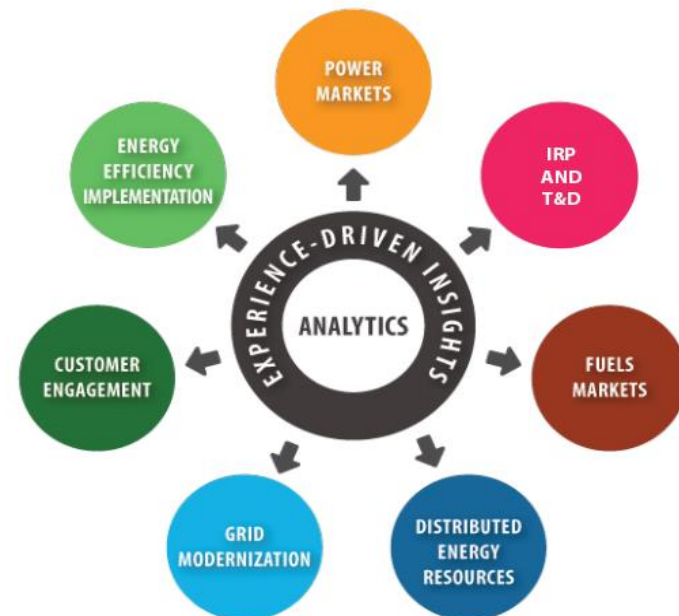 POWER
MARKETS
IRP
AND
T&D
ENERGY
EFFICIENCY
IMPLEMENTATION
EXPERIENCE-DRIVEN INSIGHTS
ANALYTICS
CUSTOMER
ENGAGEMENT
FUELS
MARKETS
GRID
MODERNIZATION
DISTRIBUTED
ENERGY
RESOURCES